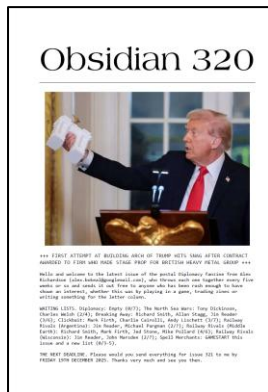 Obsidian 320
+++ FIRST ATTEMPT AT BUILDING ARCH OF TRUMP HITS SNAG AFTER CONTRACT
AWARDED TO FIRM WHO MADE STAGE PROP FOR BRITISH HEAVY METAL GROUP +++
Hello and welcome to the latest issue of the postal Diplomacy fanzine from Alex
Richardson who throws each one together every five
weeks or so and sends it out free to anyone who has been rash enough to have
shown an interest, whether this was by playing in a game, trading zines or
writing something for the letter column.
WAITING LISTS. Diplomacy: Empty (0/7); The North Sea Wars: Tony Dickinson,
Charles Welsh (2/4); Breaking Away: Richard Smith, Allan Stagg, Jim Reader
(3/6); Clickbait: Mark Firth, Charlie Cairolli, Andy Lischett (3/7); Railway
Rivals (Argentina): Jim Reader, Michael Pargman (2/?); Railway Rivals (Middle
Earth): Richard Smith, Mark Firth, Jed Stone, Mike Pollard (4/6); Railway Rivals
(Wisconsin): Jim Reader, John Marsden (2/?); Spell Merchants: GAMESTART this
issue and a new list (0/3-5).
THE NEXT DEADLINE. Please would you send everything for issue 321 to me by
FRIDAY 19TH DECEMBER 2025. Thanks very much and see you then.